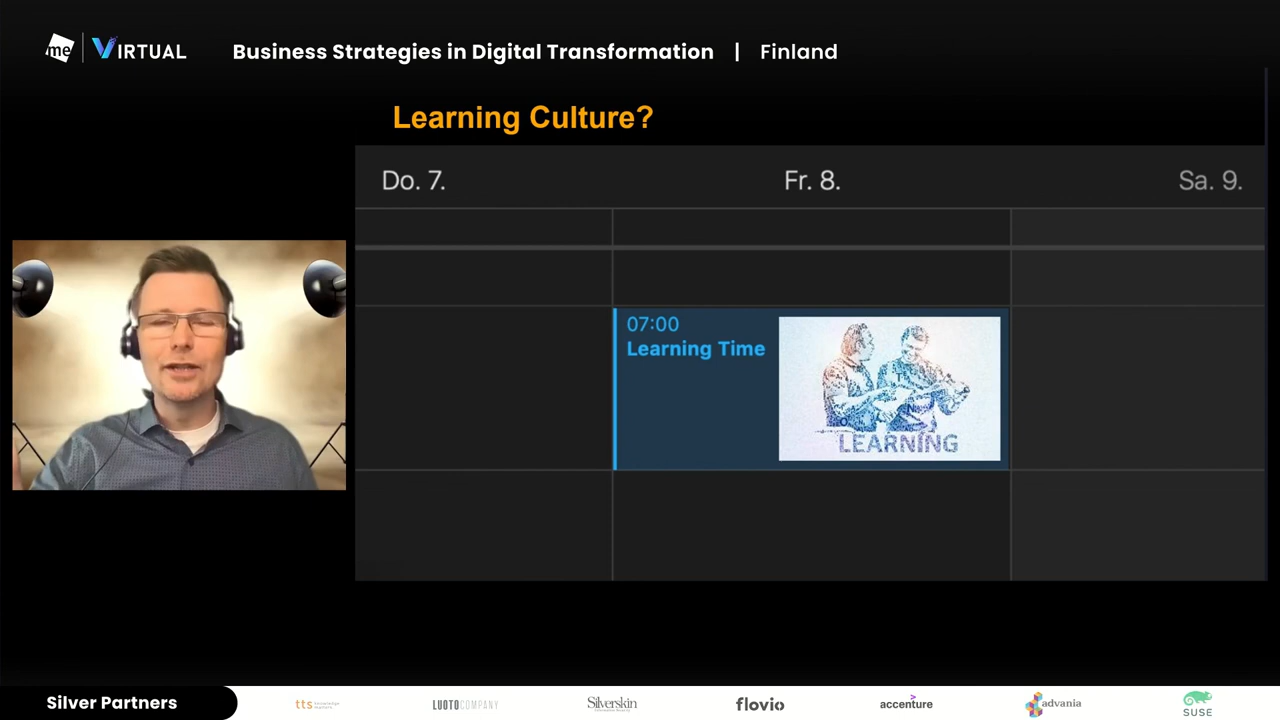 me VIRTUAL
Business Strategies in Digital Transformation | Finland
Learning Culture?
Do. 7.
Fr. 8.
Sa. 9.
07:00
Learning Time
LEARNING
Silver Partners
tts
LUOTOCOMPANY
Silverskin
flovio
accenture
advania
SUSE